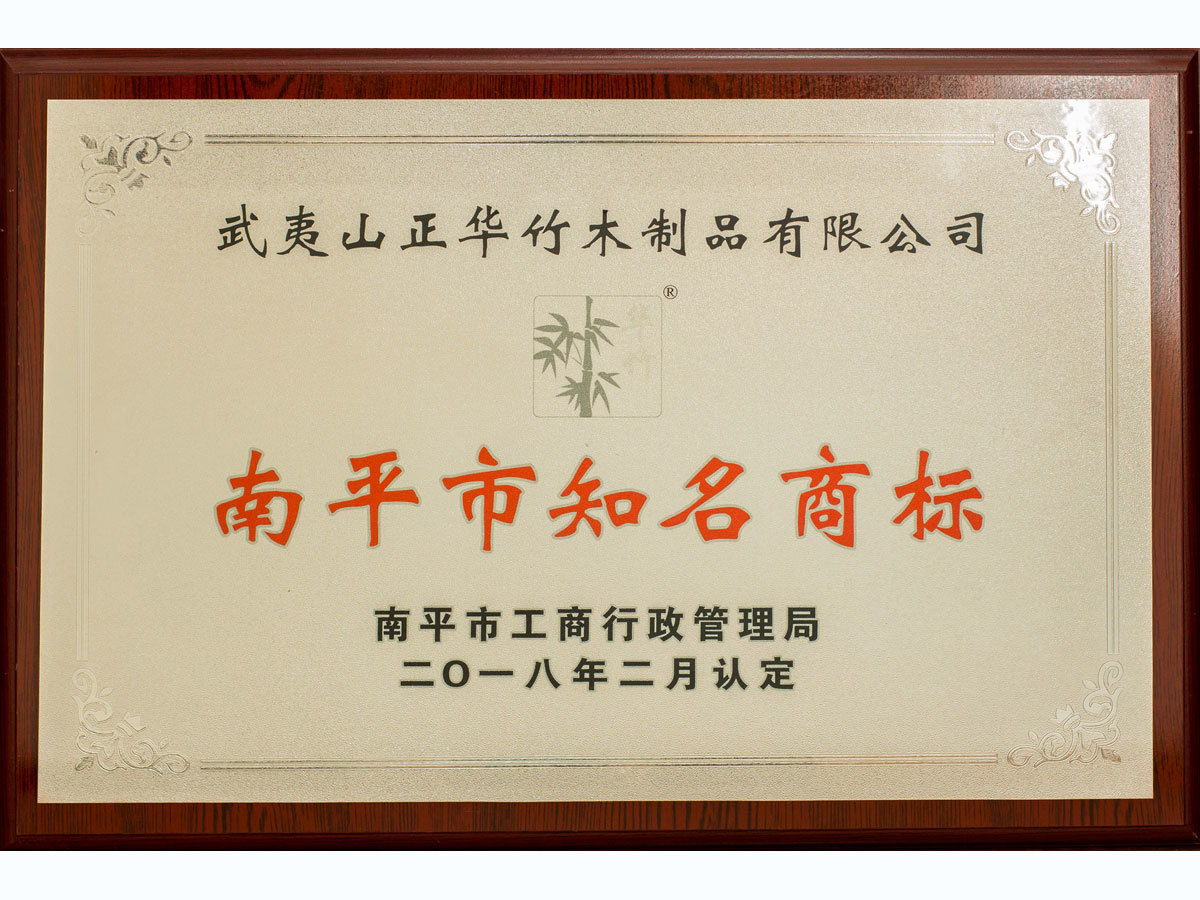 武夷山正华竹木制品有限公司
®
华竹
南平市知名商标
南平市工商行政管理局
二〇一八年二月认定